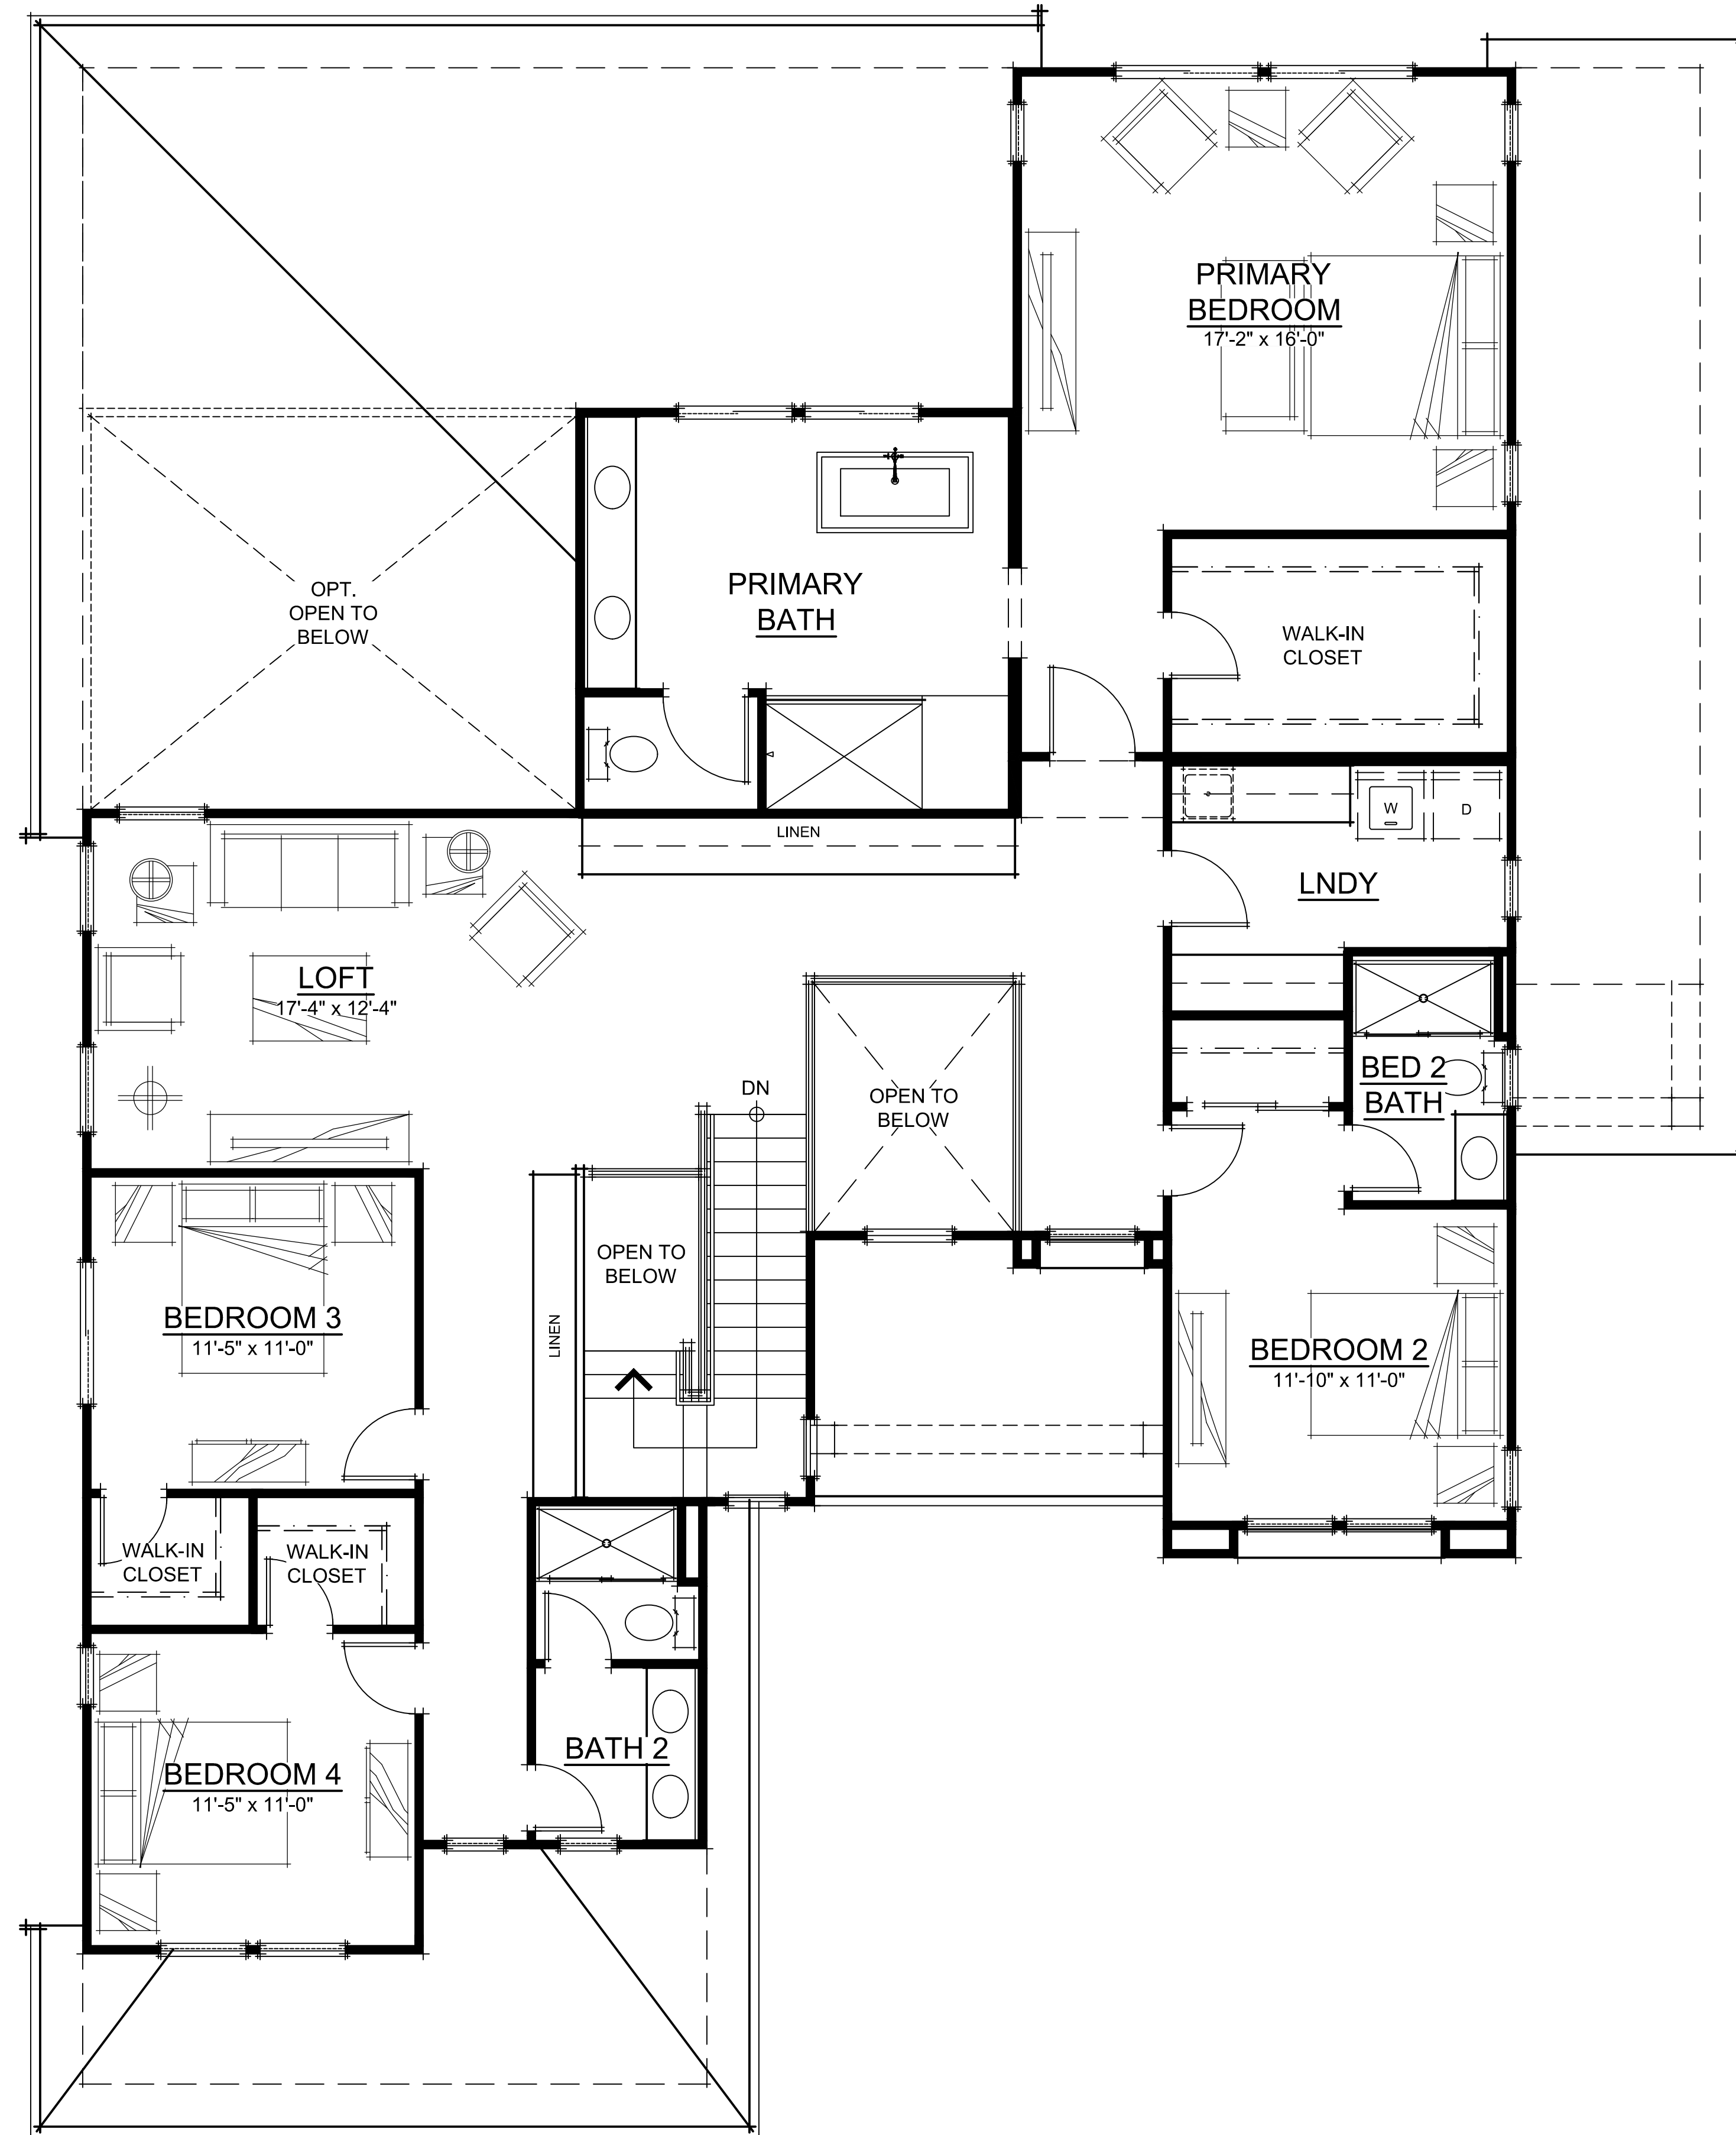 PRIMARY
BEDROOM
17'-2" x 16'-0"
OPT.
OPEN TO
BELOW
PRIMARY
BATH
WALK-IN
CLOSET
W
D
LINEN
LNDY
LOFT
17'-4" x 12'-4"
DN
OPEN TO
BELOW
BED 2
BATH
OPEN TO
BELOW
LINEN
BEDROOM 3
11'-5" x 11'-0"
BEDROOM 2
11'-10" x 11'-0"
WALK-IN
CLOSET
WALK-IN
CLOSET
BATH 2
BEDROOM 4
11'-5" x 11'-0"